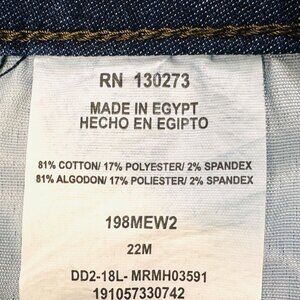 RN 130273
MADE IN EGYPT
HECHO EN EGIPTO
81% COTTON/ 17% POLYESTER/ 2% SPANDEX
81% ALGODON/ 17% POLIESTER/ 2% SPANDEX
198MEW2
22M
DD2-18L- MRMH03591
191057330742